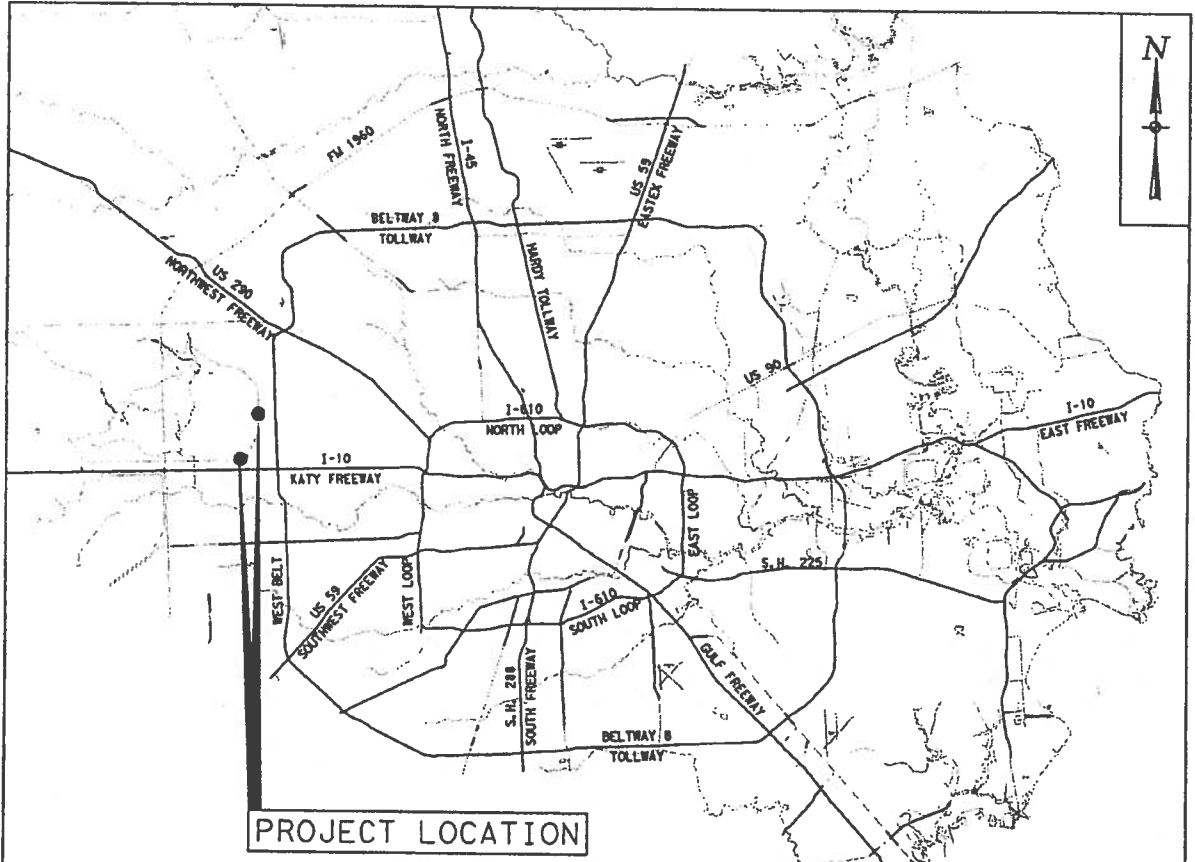 N
FM 1960
I-45
NORTH FREEWAY
HARDY TOLLWAY
US 59
EASTEX FREEWAY
BELTWAY 8
TOLLWAY
US 290
NORTHWEST FREEWAY
US 90
I-610
NORTH LOOP
I-10
EAST FREEWAY
I-10
KATY FREEWAY
EAST LOOP
WEST BELT
US 59
SOUTHWEST FREEWAY
WEST LOOP
S.H. 225
I-610
SOUTH LOOP
S.H. 288
SOUTH FREEWAY
GULF FREEWAY
BELTWAY 8
TOLLWAY
PROJECT LOCATION